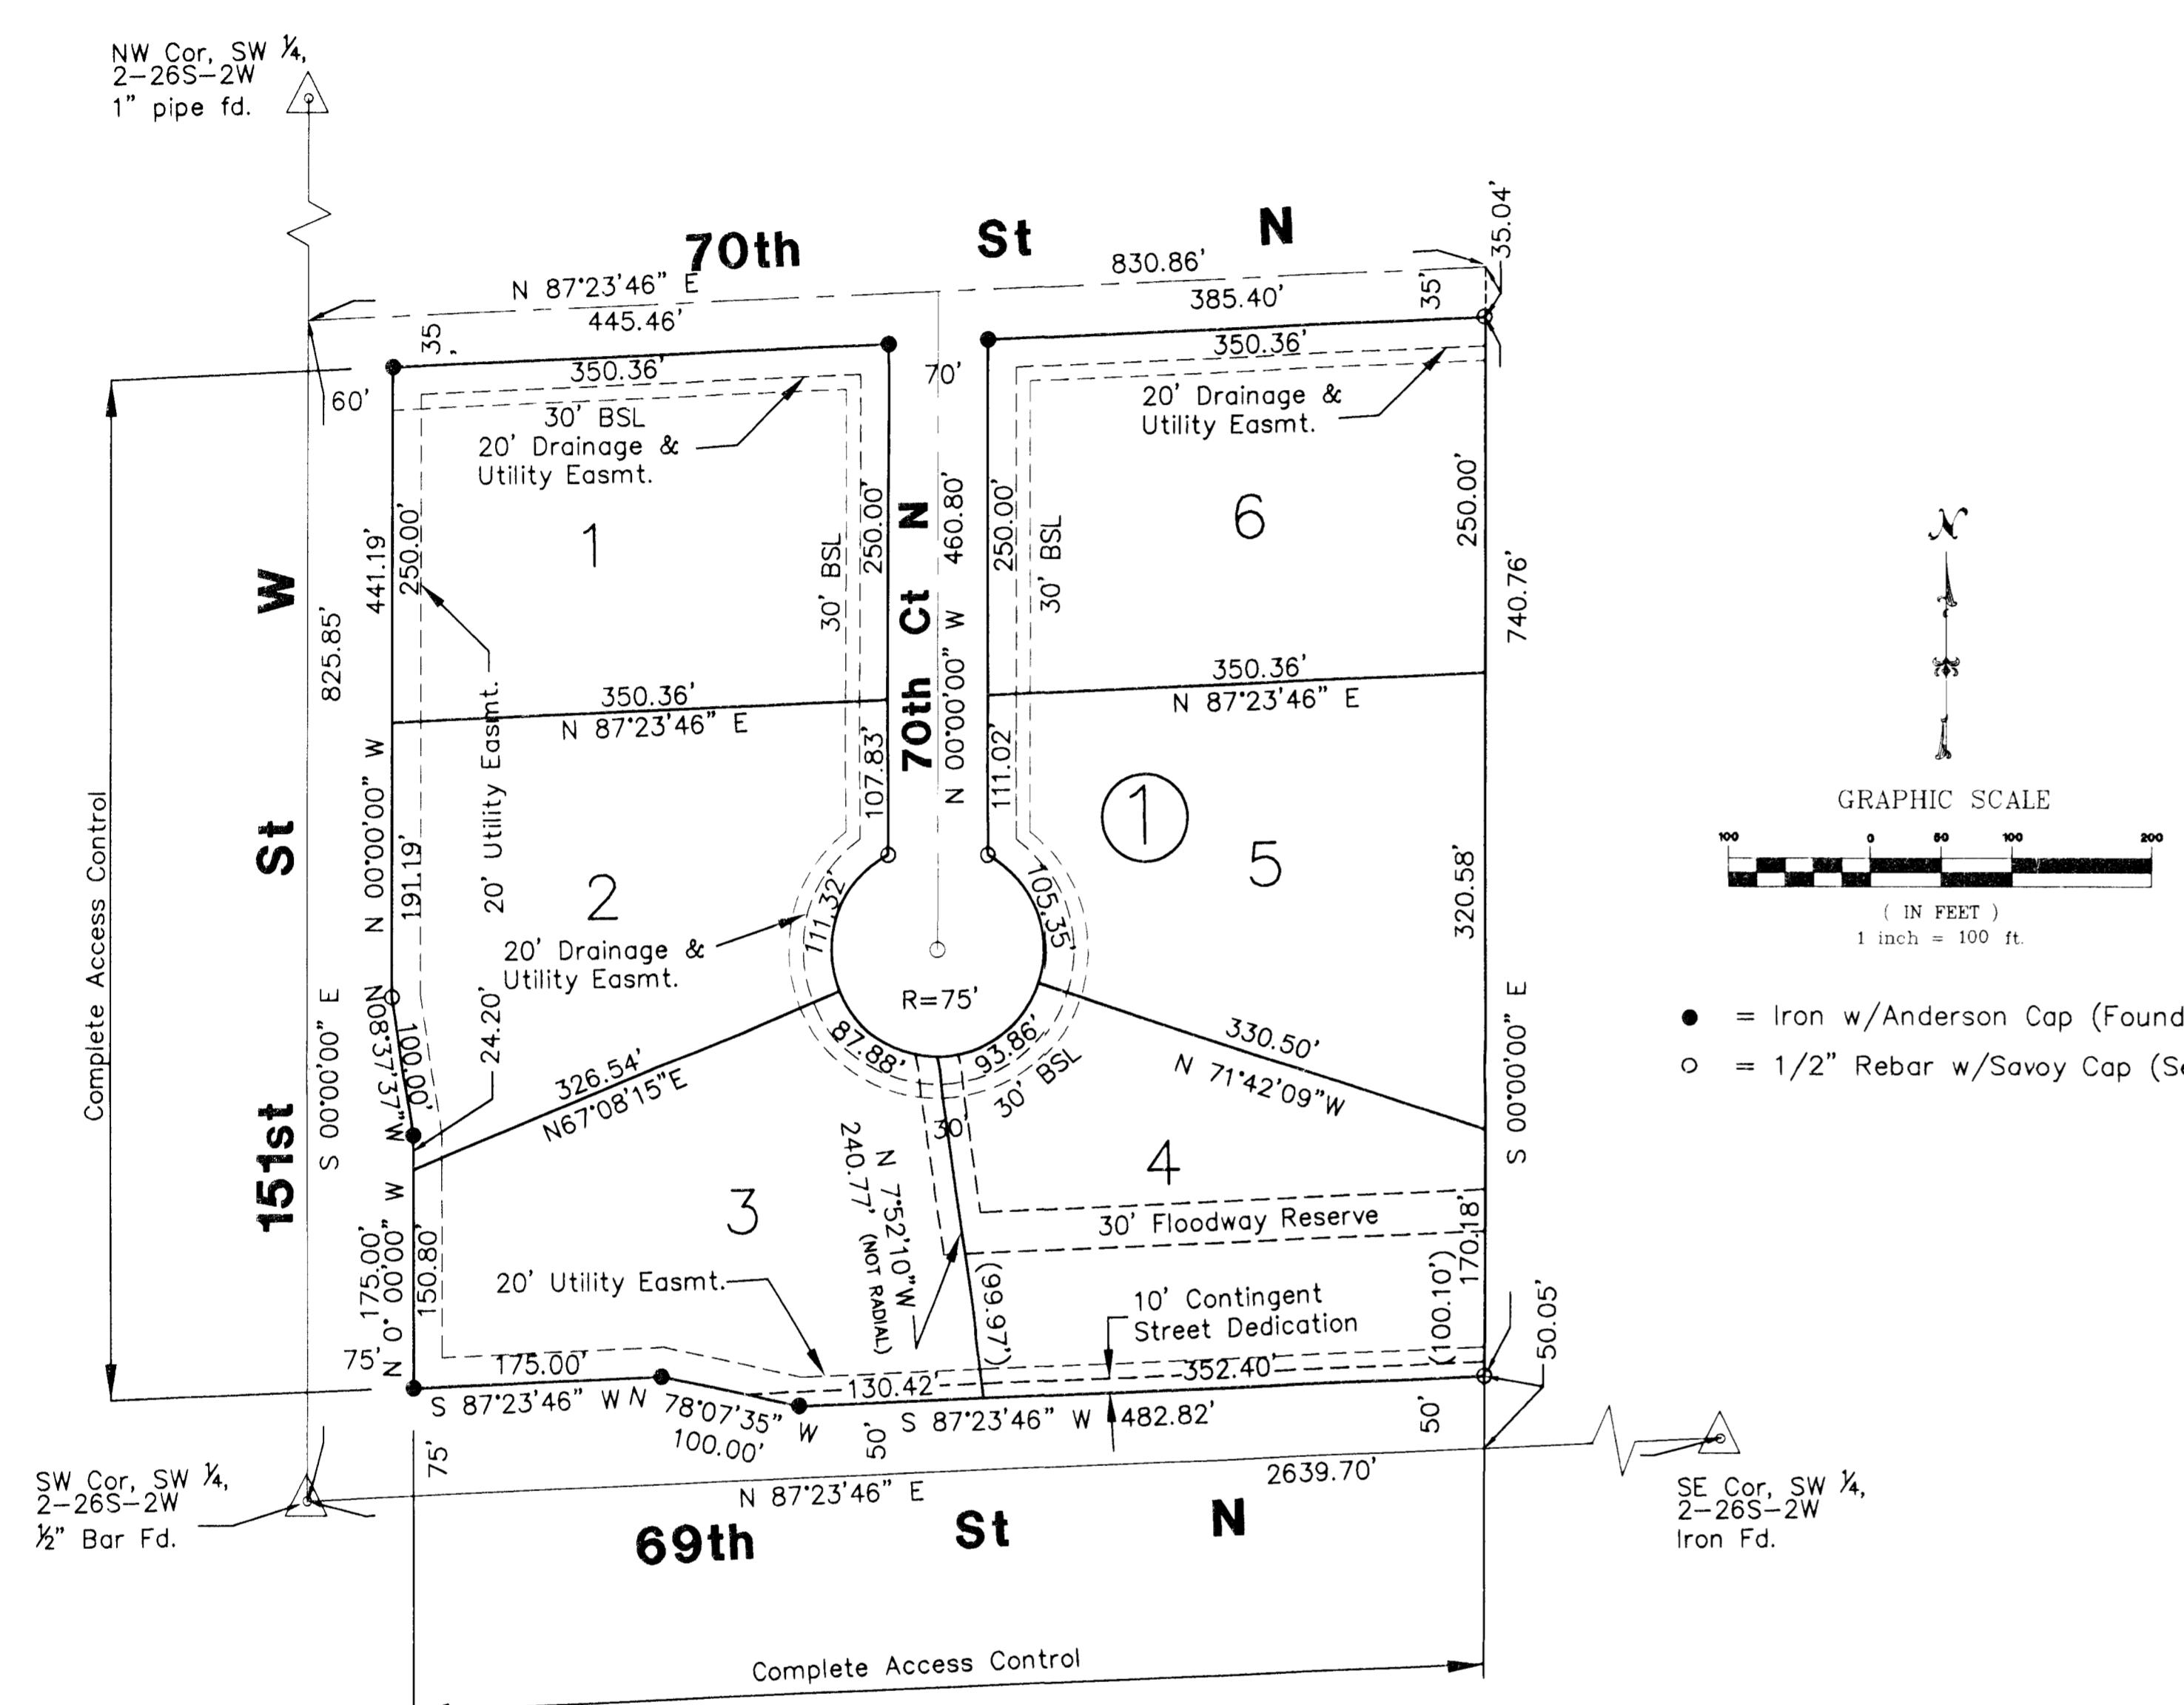 NW Cor, SW ¼,
2-26S-2W
1" pipe fd.
70th St N
N 87°23'46" E
830.86'
445.46'
385.40'
35.04'
35'
35'
350.36'
350.36'
60'
70'
30' BSL
20' Drainage &
Utility Easmt.
20' Drainage &
Utility Easmt.
1
6
441.19'
250.00'
250.00'
460.80'
250.00'
250.00'
30' BSL
30' BSL
740.76'
825.85'
70th Ct N
N 00°00'00" W
350.36'
N 87°23'46" E
350.36'
N 87°23'46" E
107.83'
111.02'
20' Utility Easmt.
151st St W
S 00°00'00" E
Complete Access Control
N 00°00'00" W
191.19'
2
1
5
320.58'
20' Drainage &
Utility Easmt.
111.32'
105.35'
R=75'
87.88'
93.86'
30' BSL
24.20'
N08°37'37"W
100.00'
326.54'
N67°08'15"E
330.50'
N 71°42'09"W
S 00°00'00" E
30'
3
4
N 7°52'10"W
240.77' (NOT RADIAL)
30' Floodway Reserve
170.18'
(100.10')
(99.97')
175.00'
N 0°00'00" W
150.80'
20' Utility Easmt.
10' Contingent
Street Dedication
50.05'
75'
175.00'
130.42'
352.40'
S 87°23'46" W
N 78°07'35" W
100.00'
S 87°23'46" W
482.82'
50'
50'
75'
2639.70'
N 87°23'46" E
69th St N
SW Cor, SW ¼,
2-26S-2W
½" Bar Fd.
SE Cor, SW ¼,
2-26S-2W
Iron Fd.
Complete Access Control
N
GRAPHIC SCALE
100 0 50 100 200
( IN FEET )
1 inch = 100 ft.
= Iron w/Anderson Cap (Found
= 1/2" Rebar w/Savoy Cap (Se